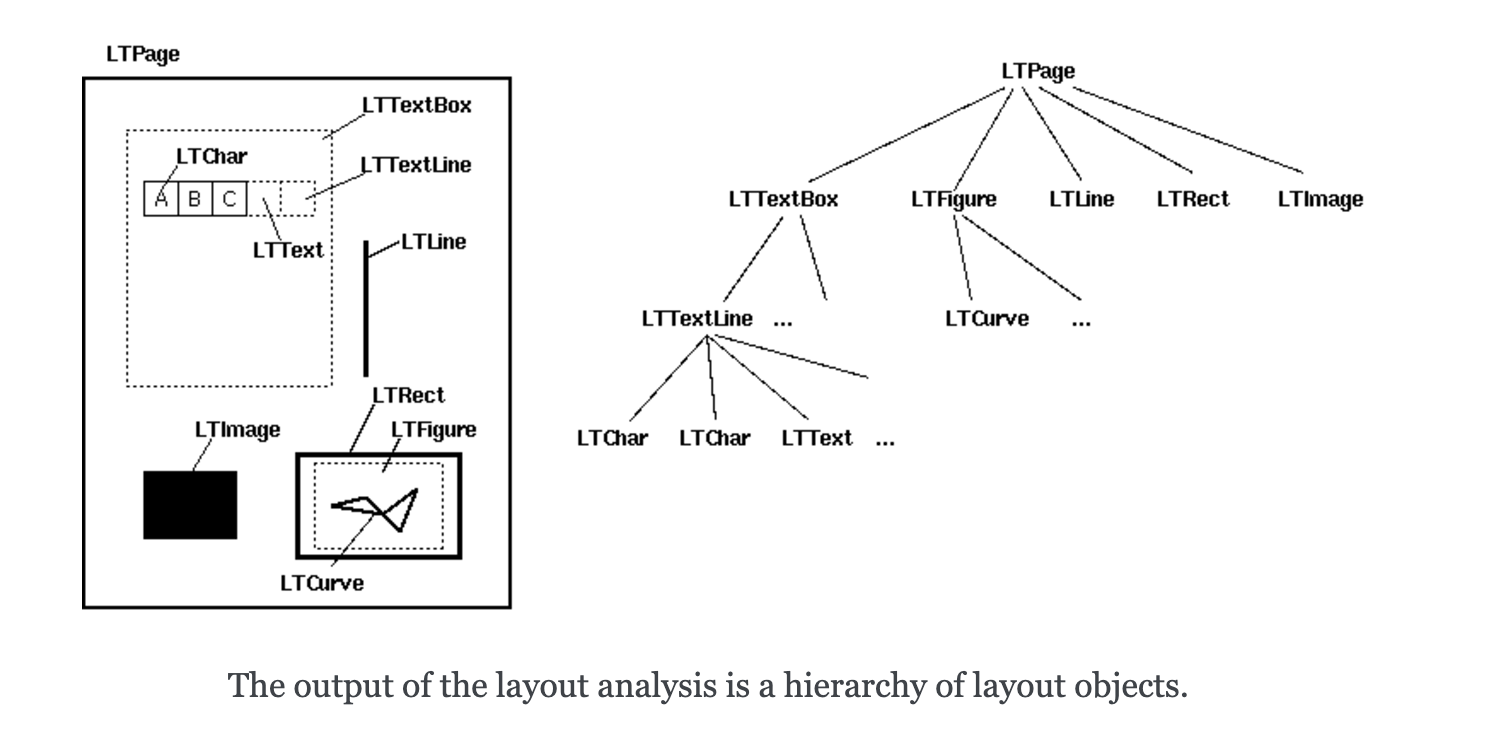 LTPage
LTTextBox
LTChar
LTTextLine
A B C
LTText
LTLine
LTRect
LTImage
LTFigure
LTCurve
LTPage
LTTextBox LTFigure LTLine LTRect LTImage
LTTextLine ... LTCurve ...
LTChar LTChar LTText ...
The output of the layout analysis is a hierarchy of layout objects.